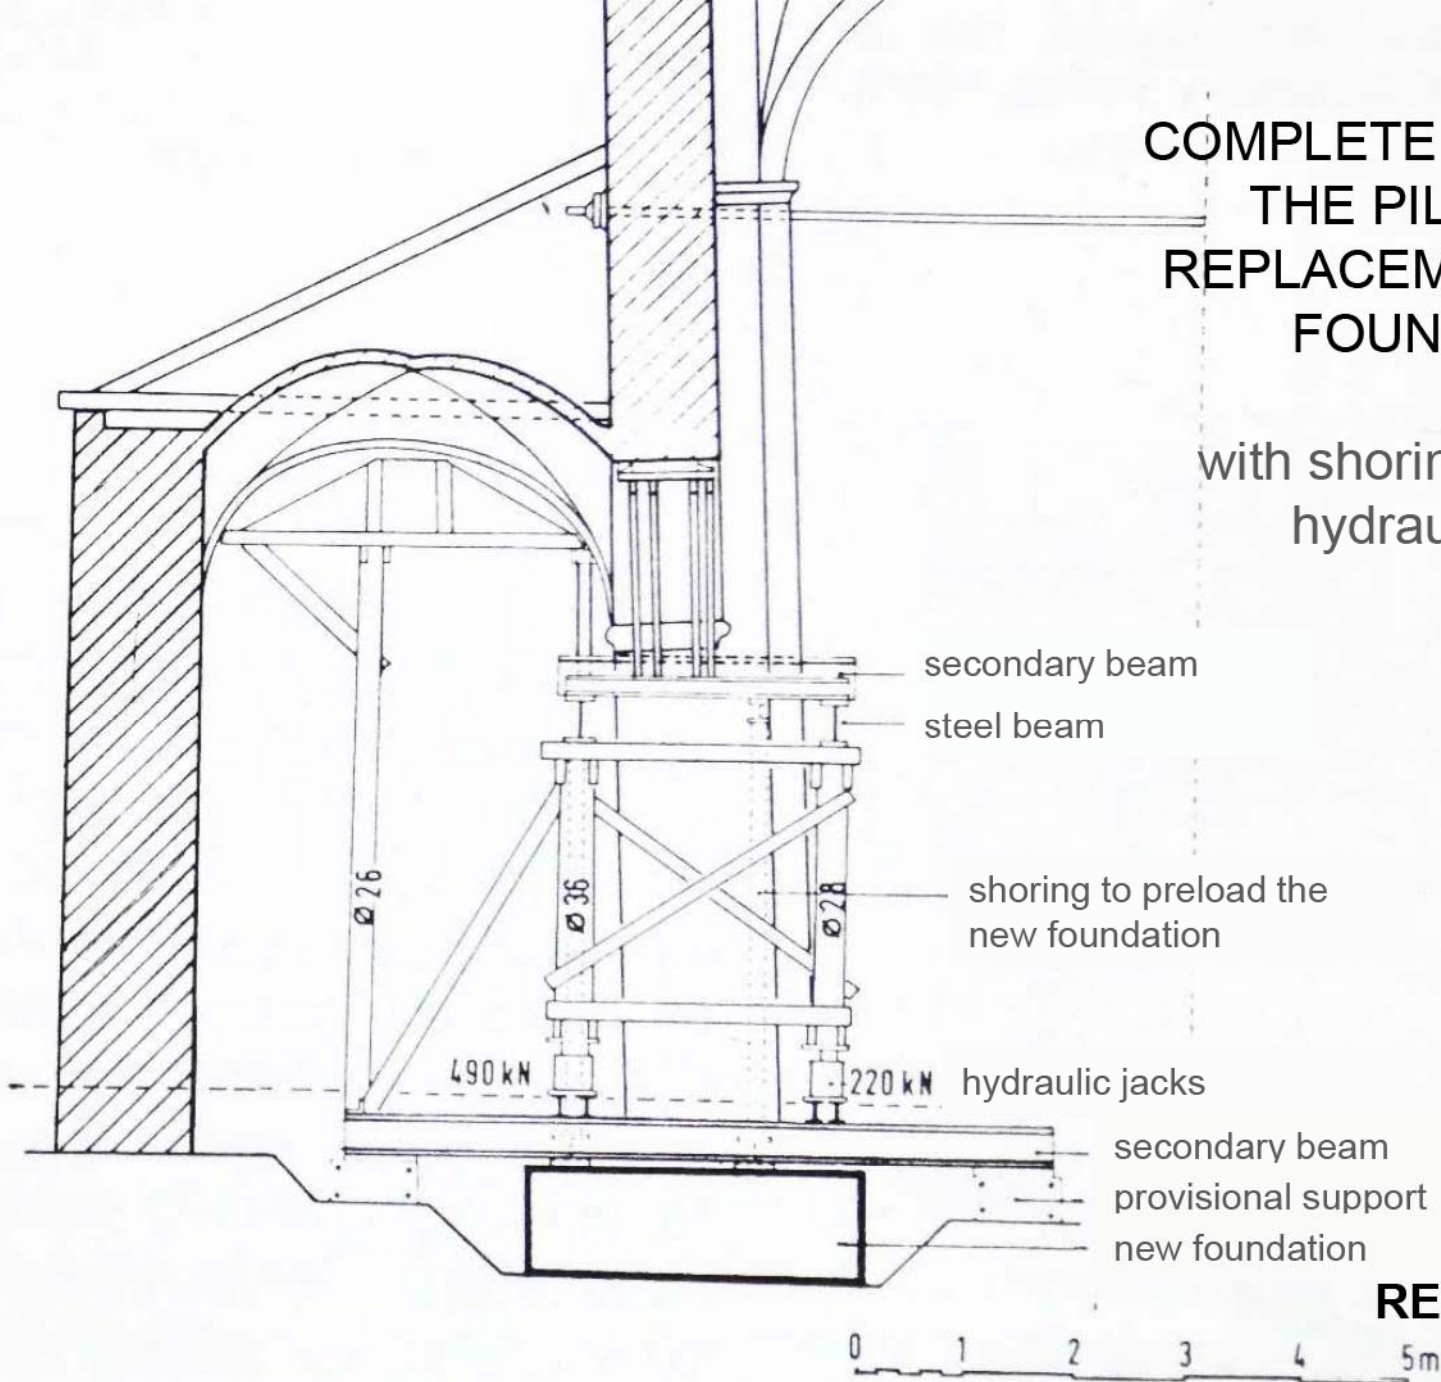 COMPLETE
THE PIL
REPLACEM
FOUN
with shorin
hydrau
secondary beam
steel beam
shoring to preload the
new foundation
Ø 26
Ø 36
Ø 28
490 kN
220 kN
hydraulic jacks
secondary beam
provisional support
new foundation
RE
0 1 2 3 4 5m